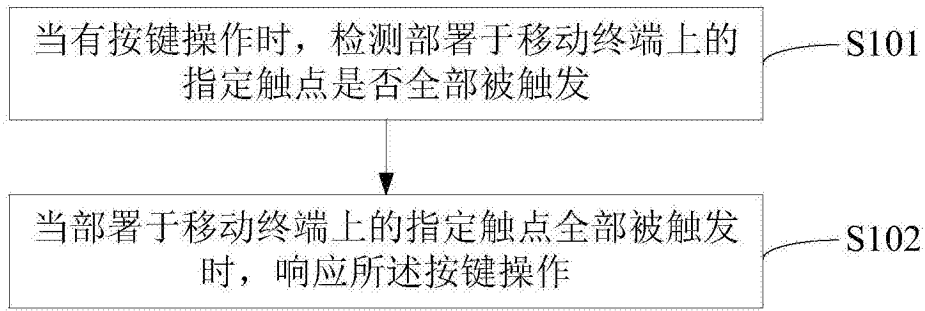 当有按键操作时，检测部署于移动终端上的
指定触点是否全部被触发
S101
当部署于移动终端上的指定触点全部被触发
时，响应所述按键操作
S102